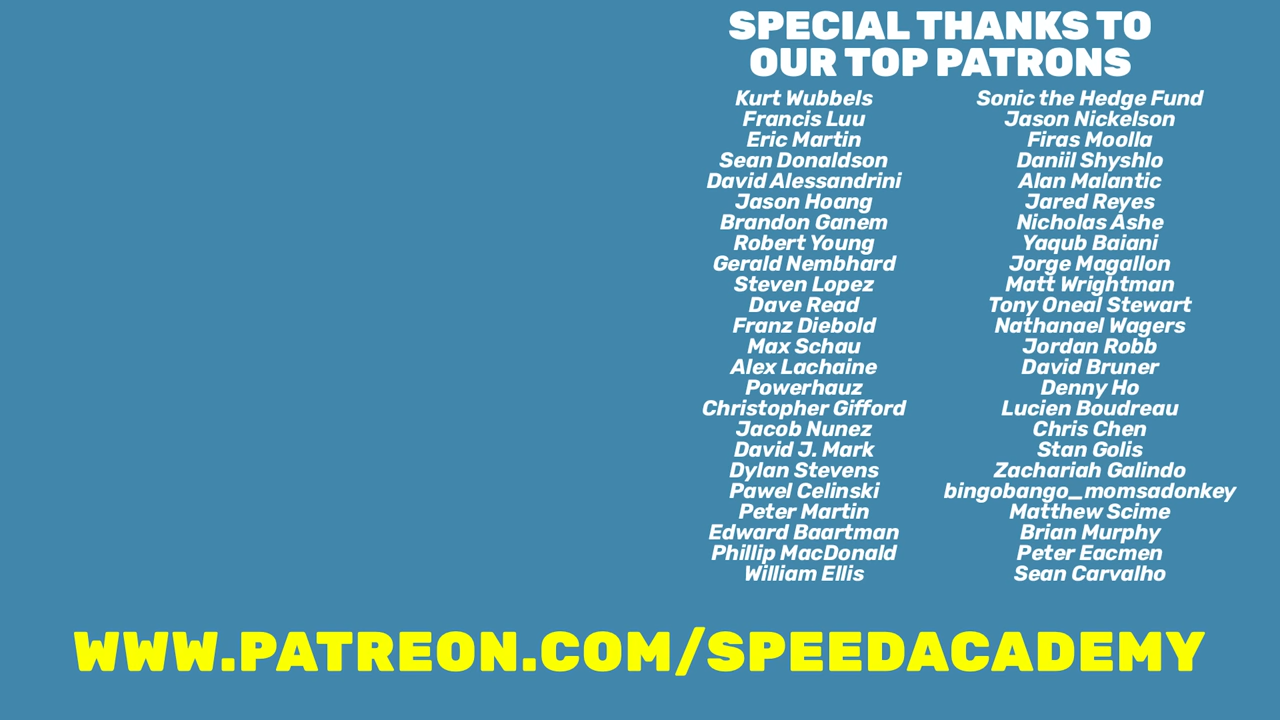 SPECIAL THANKS TO
OUR TOP PATRONS
Kurt Wubbels
Francis Luu
Eric Martin
Sean Donaldson
David Alessandrini
Jason Hoang
Brandon Ganem
Robert Young
Gerald Nembhard
Steven Lopez
Dave Read
Franz Diebold
Max Schau
Alex Lachaine
Powerhauz
Christopher Gifford
Jacob Nunez
David J. Mark
Dylan Stevens
Pawel Celinski
Peter Martin
Edward Baartman
Phillip MacDonald
William Ellis
Sonic the Hedge Fund
Jason Nickelson
Firas Moolla
Daniil Shyshlo
Alan Malantic
Jared Reyes
Nicholas Ashe
Yaqub Baiani
Jorge Magallon
Matt Wrightman
Tony Oneal Stewart
Nathanael Wagers
Jordan Robb
David Bruner
Denny Ho
Lucien Boudreau
Chris Chen
Stan Golis
Zachariah Galindo
bingobango_momsadonkey
Matthew Scime
Brian Murphy
Peter Eacmen
Sean Carvalho
WWW.PATREON.COM/SPEEDACADEMY